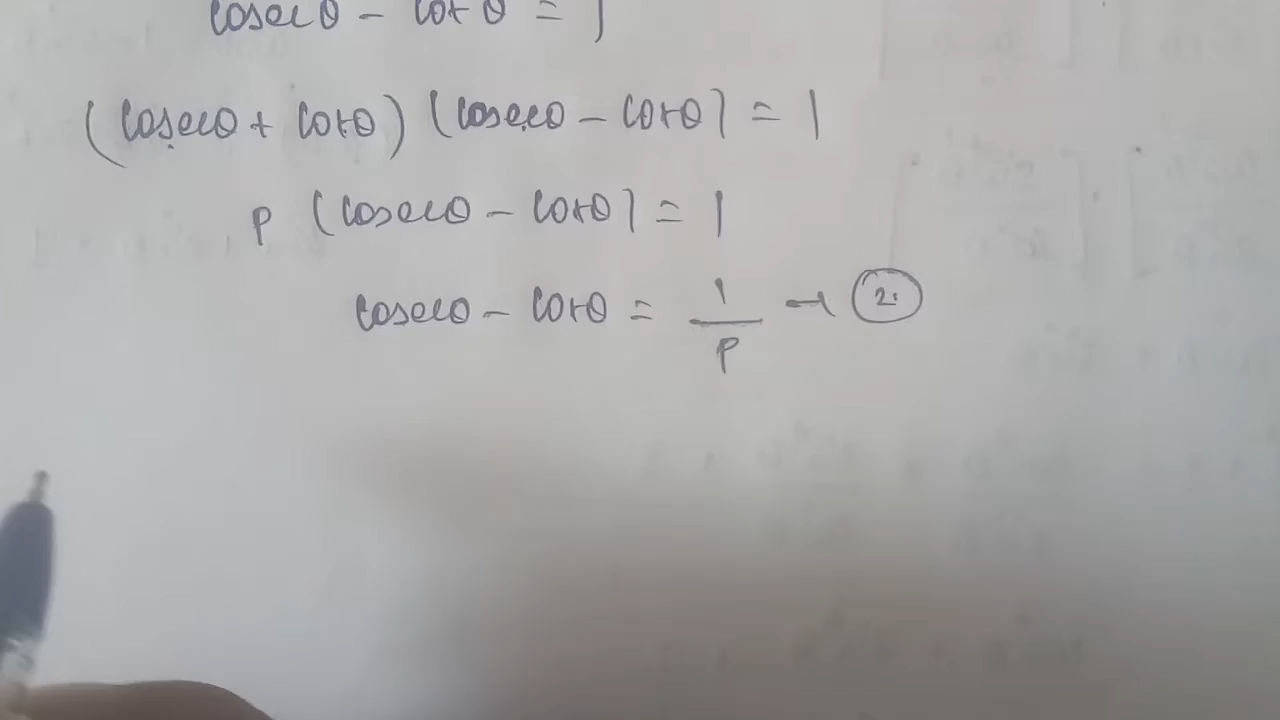 cosecθ - cotθ = 1
(cosecθ + cotθ) (cosecθ - cotθ] = 1
P (cosecθ - cotθ] = 1
cosecθ - cotθ = 1/P → 2.